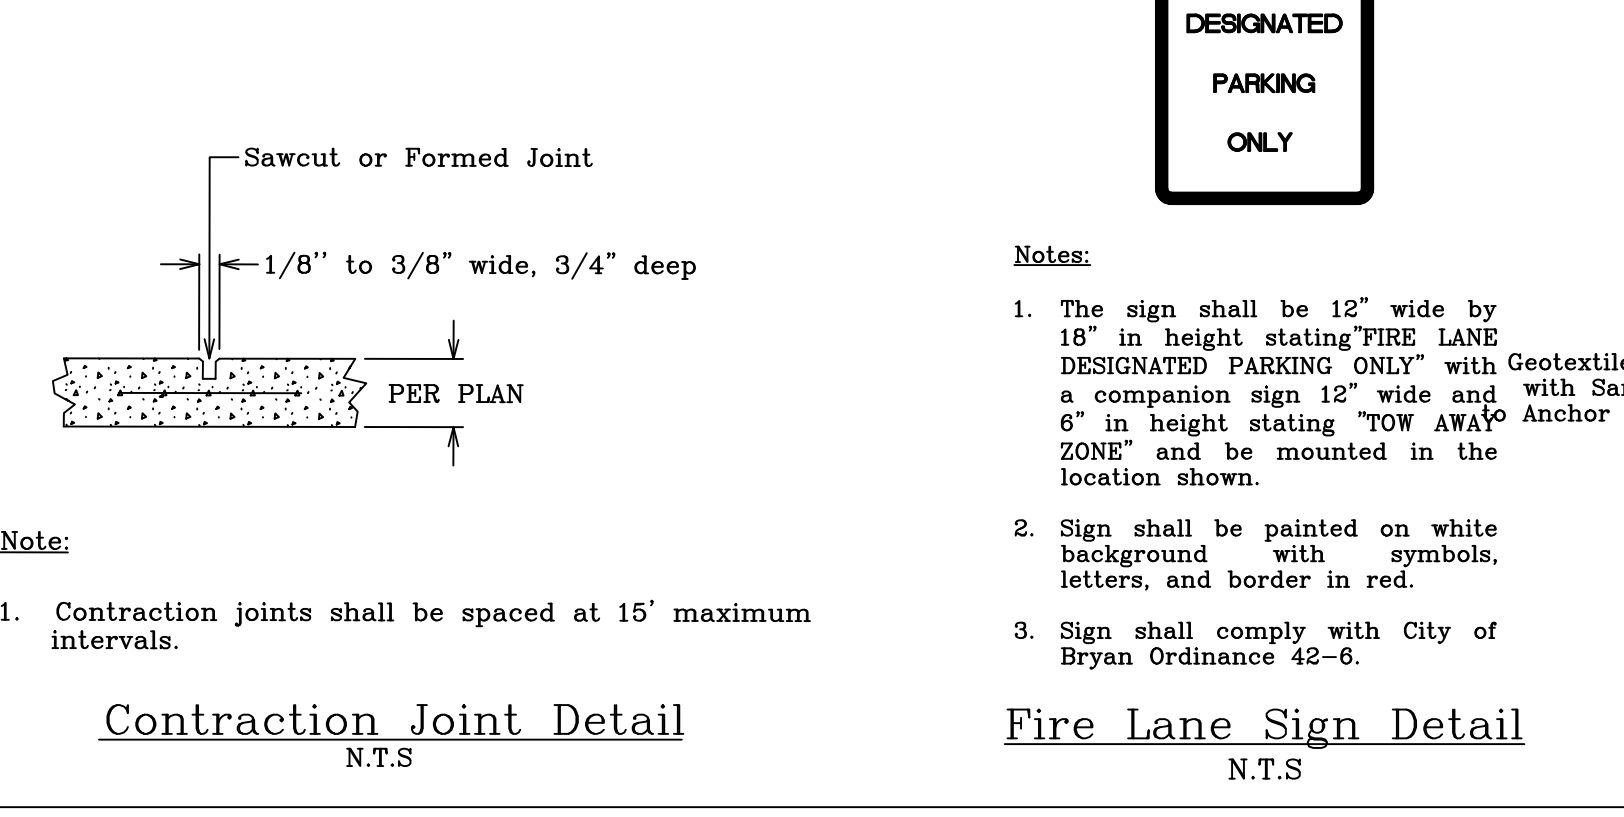 DESIGNATED
PARKING
ONLY
Sawcut or Formed Joint
1/8'' to 3/8" wide, 3/4" deep
PER PLAN
Note:
1. Contraction joints shall be spaced at 15' maximum
intervals.
Contraction Joint Detail
N.T.S
Notes:
1. The sign shall be 12" wide by
18" in height stating"FIRE LANE
DESIGNATED PARKING ONLY" with
a companion sign 12" wide and
6" in height stating "TOW AWAY
ZONE" and be mounted in the
location shown.
2. Sign shall be painted on white
background with symbols,
letters, and border in red.
3. Sign shall comply with City of
Bryan Ordinance 42-6.
Fire Lane Sign Detail
N.T.S
Geotextile
with
to Anchor